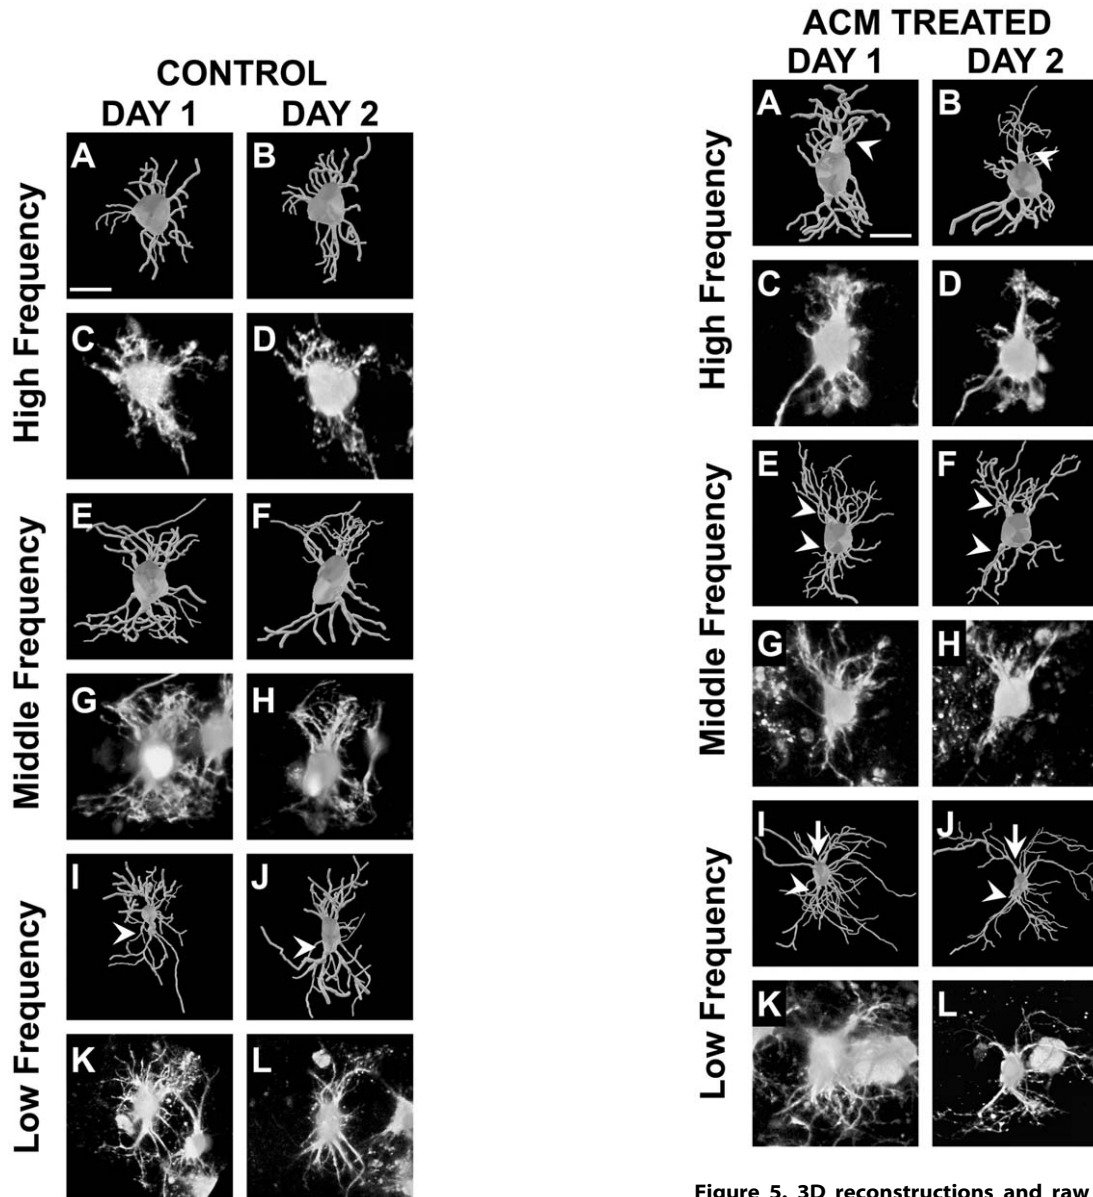 CONTROL
DAY 1 DAY 2
High Frequency
A B
C D
Middle Frequency
E F
G H
Low Frequency
I J
K L
ACM TREATED
DAY 1 DAY 2
High Frequency
A B
C D
Middle Frequency
E F
G H
Low Frequency
I J
K L
Figure 5. 3D reconstructions and raw